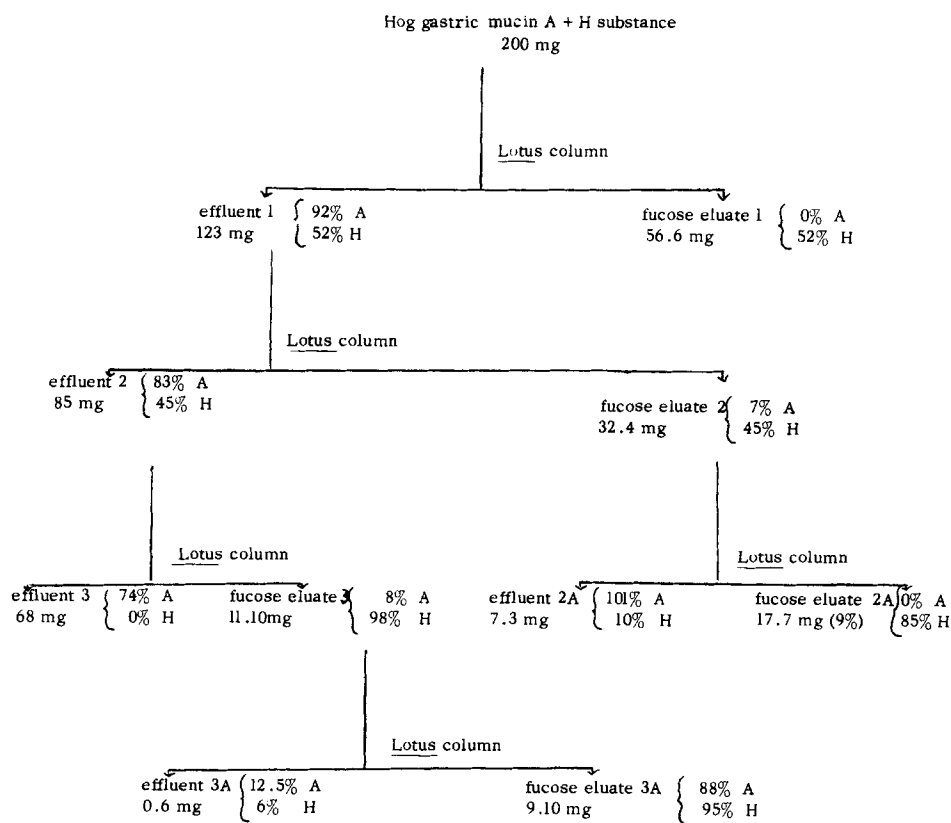 Hog gastric mucin A + H substance
200 mg
Lotus column
effluent 1 92% A
123 mg 52% H
fucose eluate 1 0% A
56.6 mg 52% H
Lotus column
effluent 2 83% A
85 mg 45% H
fucose eluate 2 7% A
32.4 mg 45% H
Lotus column
Lotus column
effluent 3 74% A
68 mg 0% H
fucose eluate 3 8% A
11.10mg 98% H
effluent 2A 101% A
7.3 mg 10% H
fucose eluate 2A 0% A
17.7 mg (9%) 85% H
Lotus column
effluent 3A 12.5% A
0.6 mg 6% H
fucose eluate 3A 88% A
9.10 mg 95% H